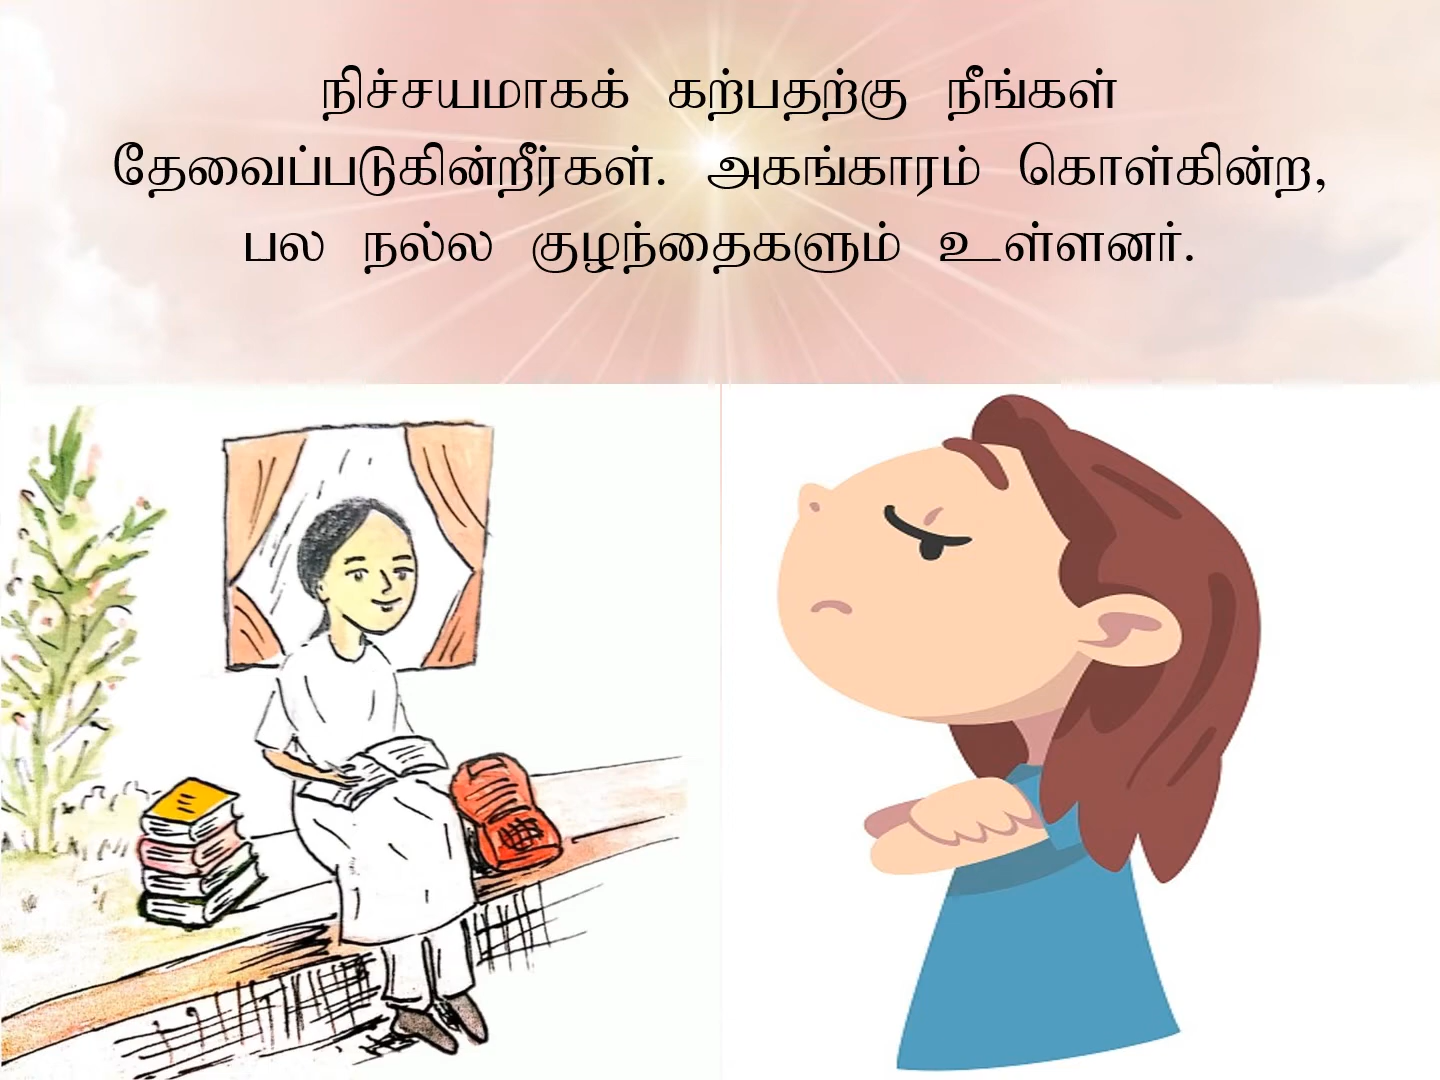 நிச்சயமாகக் கற்பதற்கு நீங்கள்
தேவைப்படுகின்றீர்கள். அகங்காரம் கொள்கின்ற,
பல நல்ல குழந்தைகளும் உள்ளனர்.